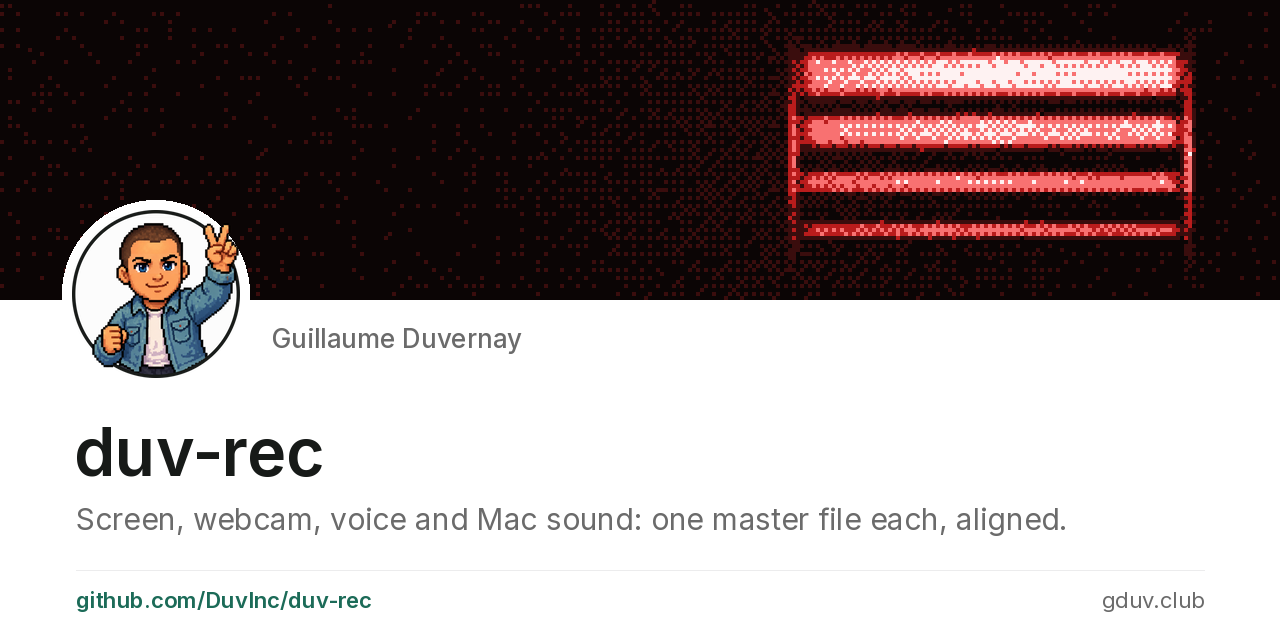 Guillaume Duvernay
duv-rec
Screen, webcam, voice and Mac sound: one master file each, aligned.
github.com/DuvInc/duv-rec
gduv.club